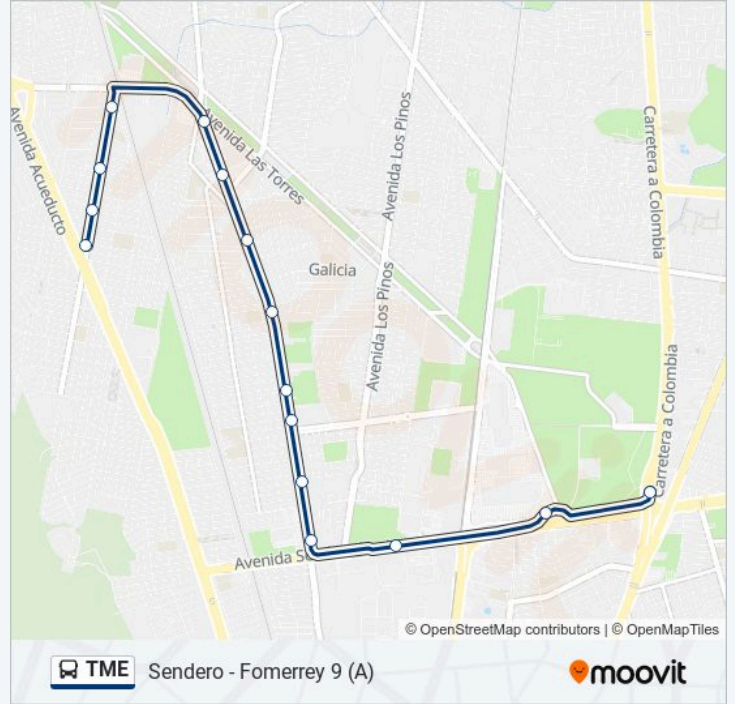 Avenida Acueducto
Avenida Las Torres
Avenida Los Pinos
Carretera a Colombia
Galicia
Avenida Los Pinos
Carretera a Colombia
Avenida S
© OpenStreetMap contributors | © OpenMapTiles
TME Sendero - Fomerrey 9 (A)
moovit